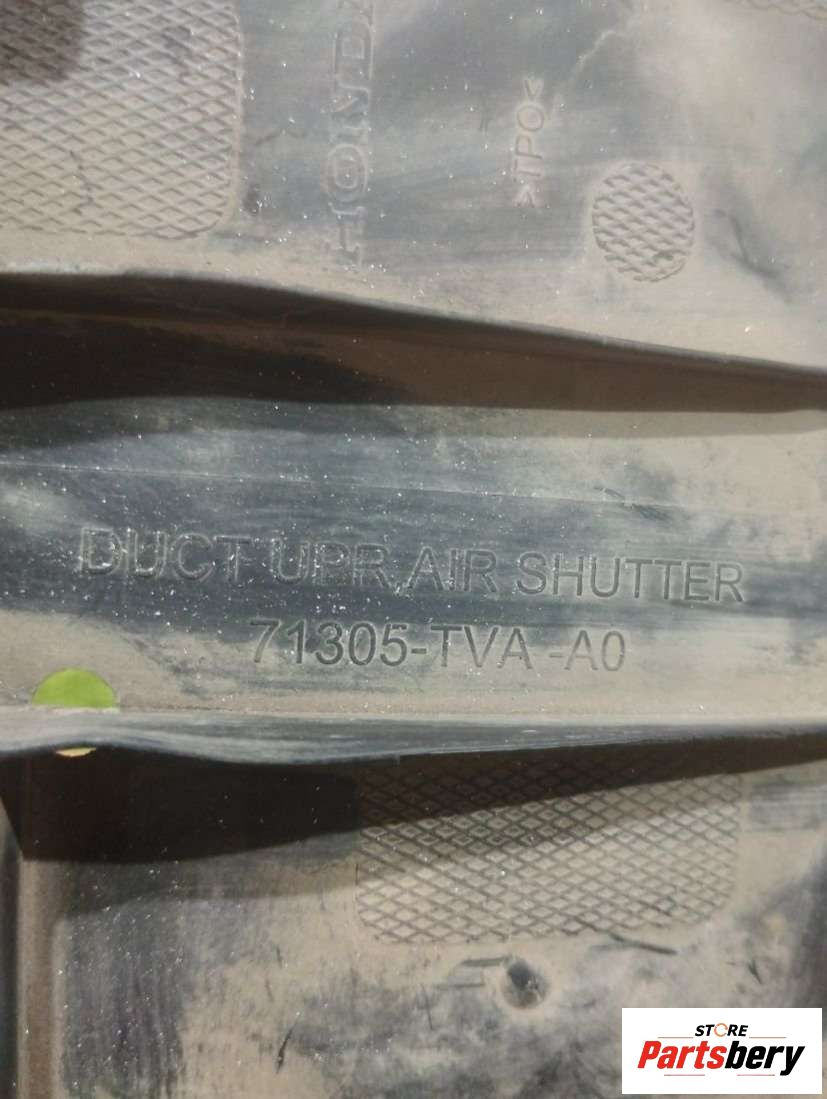 HONDA
>TPO<
DUCT UPR,AIR SHUTTER
71305-TVA -A0
STORE
Partsbery